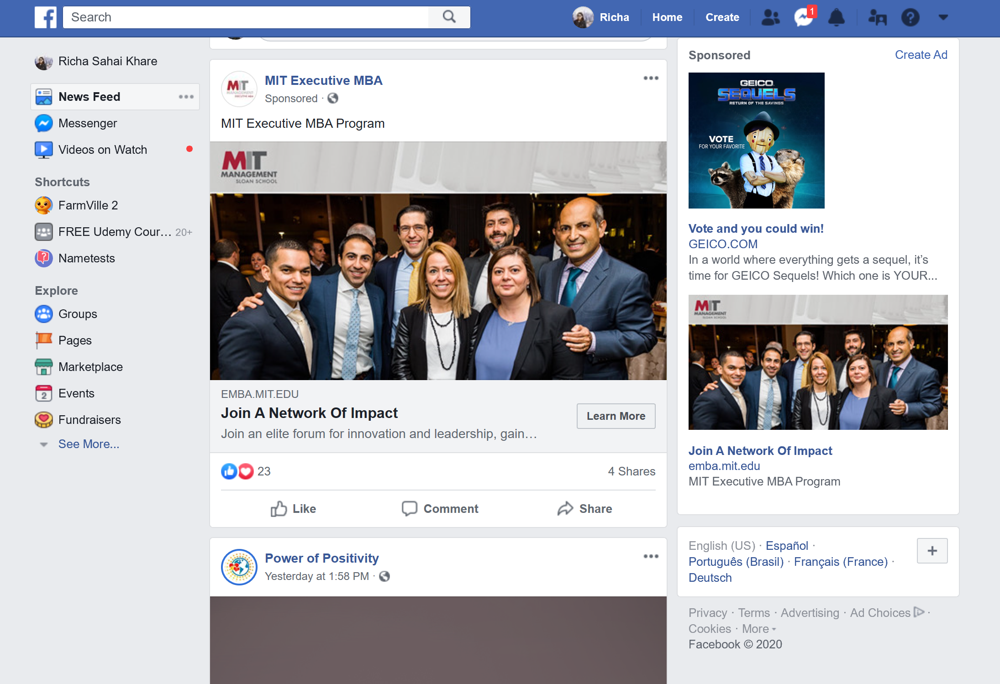 Search
Richa
Home
Create
1
Richa Sahai Khare
News Feed
Messenger
Videos on Watch
Shortcuts
FarmVille 2
FREE Udemy Cour... 20+
Nametests
Explore
Groups
Pages
Marketplace
2
Events
Fundraisers
See More...
MIT
MANAGEMENT
EXECUTIVE MBA
MIT Executive MBA
Sponsored ·
MIT Executive MBA Program
MIT
MANAGEMENT
SLOAN SCHOOL
EMBA.MIT.EDU
Join A Network Of Impact
Join an elite forum for innovation and leadership, gain...
Learn More
23
4 Shares
Like
Comment
Share
Power of Positivity
Yesterday at 1:58 PM ·
Sponsored
Create Ad
GEICO
SEQUELS
RETURN OF THE SAVINGS
VOTE
FOR YOUR FAVORITE
Vote and you could win!
GEICO.COM
In a world where everything gets a sequel, it’s
time for GEICO Sequels! Which one is YOUR...
MIT
MANAGEMENT
SLOAN SCHOOL
Join A Network Of Impact
emba.mit.edu
MIT Executive MBA Program
English (US) · Español ·
Português (Brasil) · Français (France) ·
Deutsch
+
Privacy · Terms · Advertising · Ad Choices ·
Cookies · More
Facebook © 2020